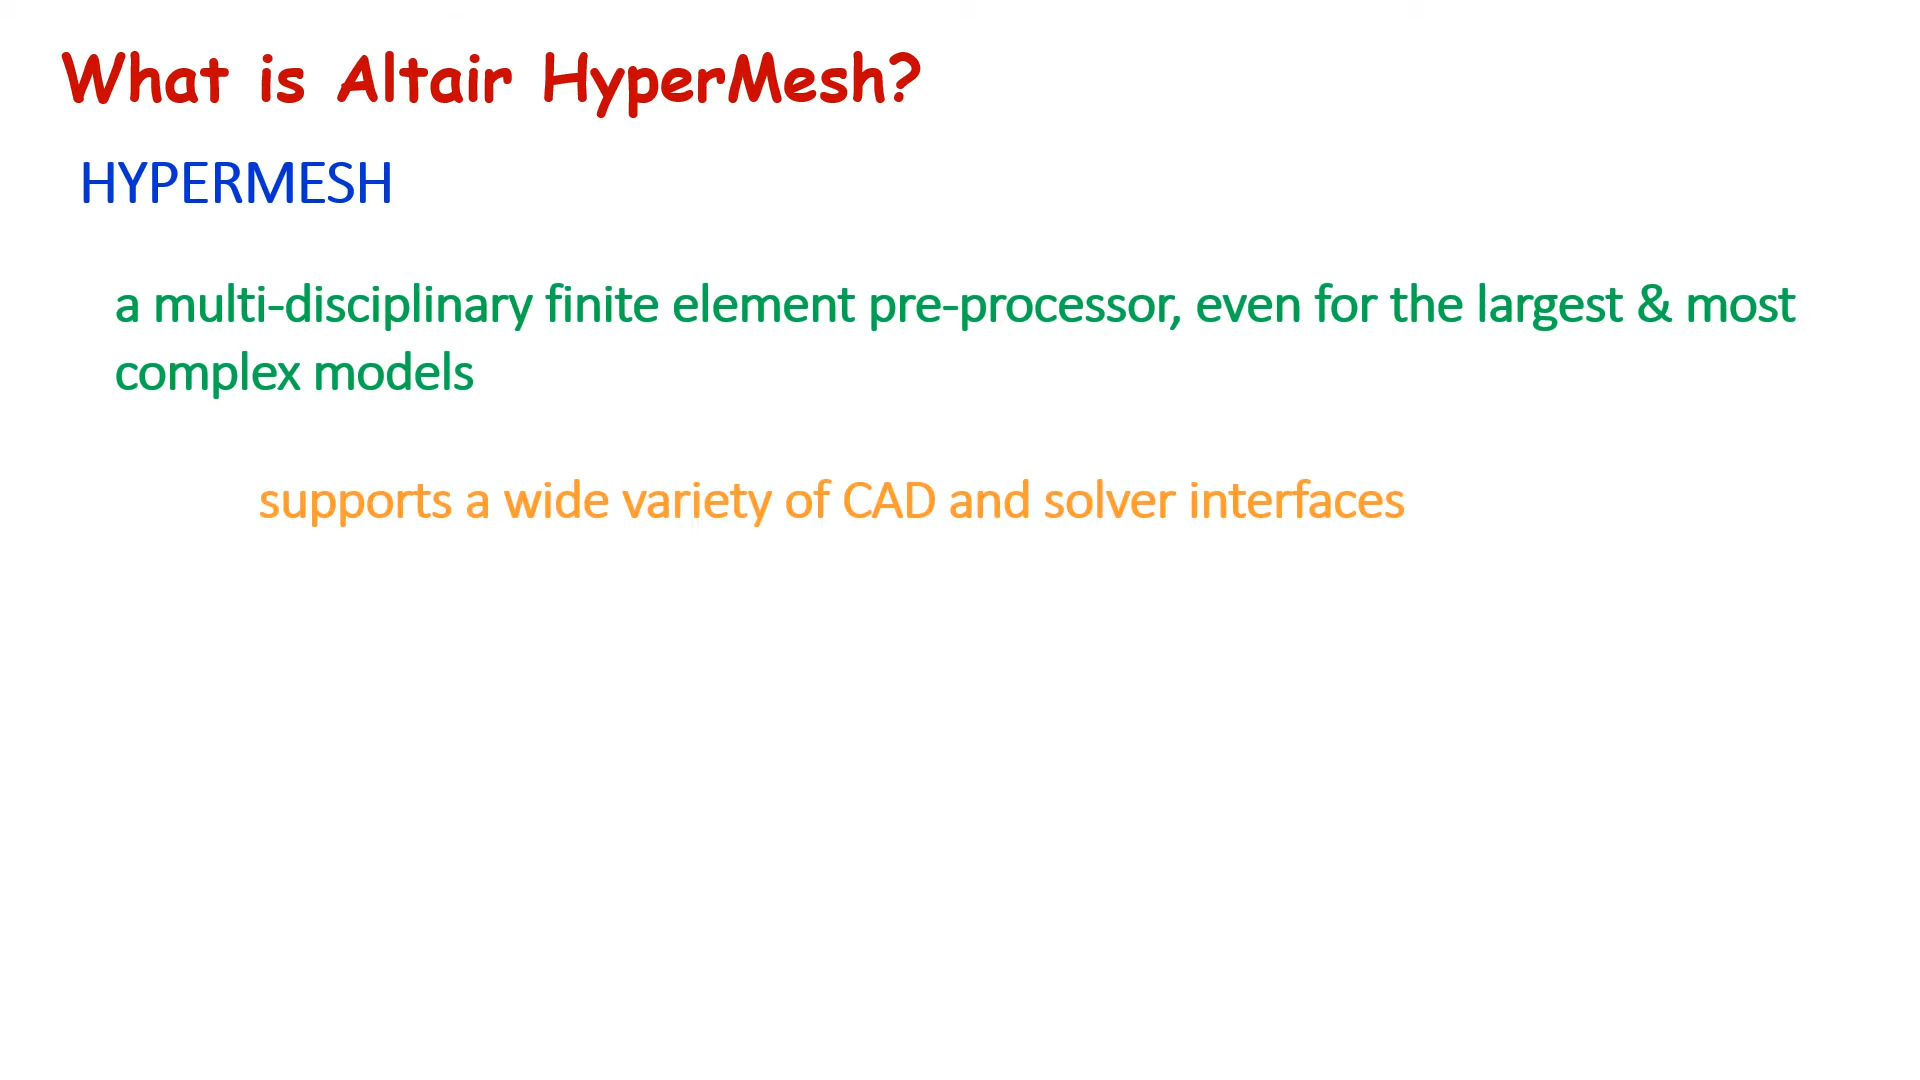 What is Altair HyperMesh?
HYPERMESH
a multi-disciplinary finite element pre-processor, even for the largest & most
complex models
supports a wide variety of CAD and solver interfaces